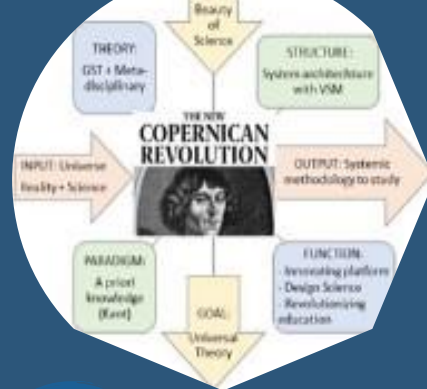 Beauty
of
Science
THEORY:
GST + Meta-
disciplinary
STRUCTURE:
System architechture
with VSM
THE NEW
COPERNICAN
REVOLUTION
INPUT: Universe
Reality + Science
OUTPUT: Systemic
methodology to study
PARADIGM:
A priori
knowledge
(Kant)
FUNCTION:
- Innovating platform
- Design Science
- Revolutionizing
education
GOAL:
Universal
Theory